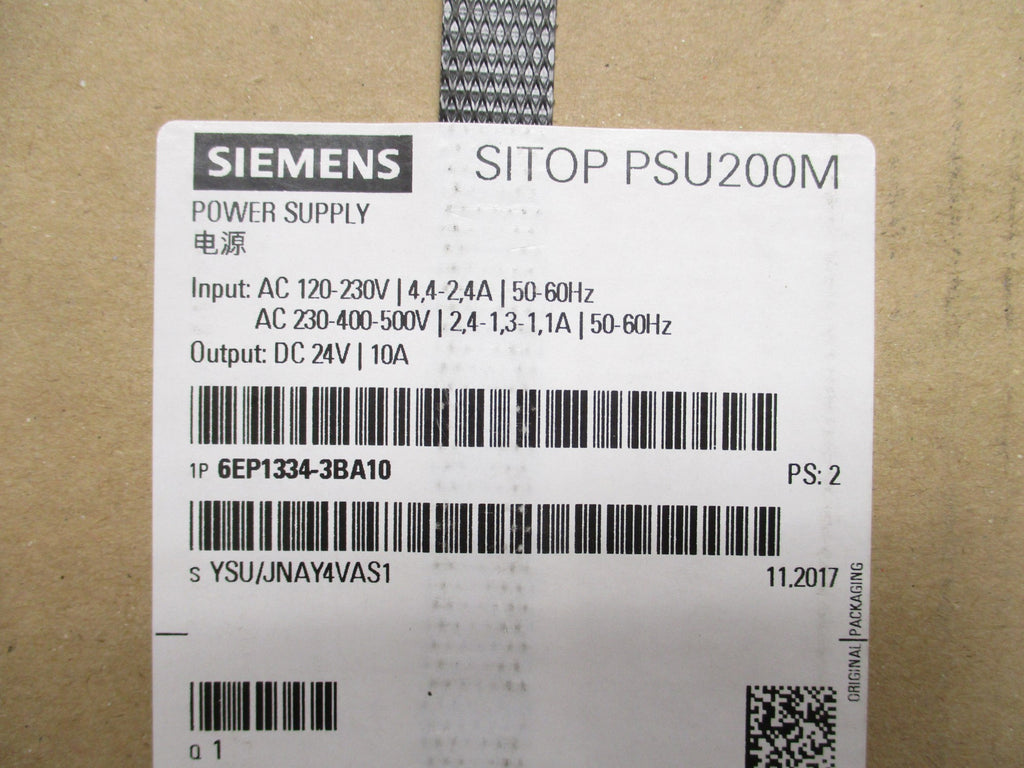 SIEMENS SITOP PSU200M
POWER SUPPLY
电源
Input: AC 120-230V | 4,4-2,4A | 50-60Hz
AC 230-400-500V | 2,4-1,3-1,1A | 50-60Hz
Output: DC 24V | 10A
1P 6EP1334-3BA10 PS: 2
S YSU/JNAY4VAS1 11.2017
ORIGINAL PACKAGING
Q 1